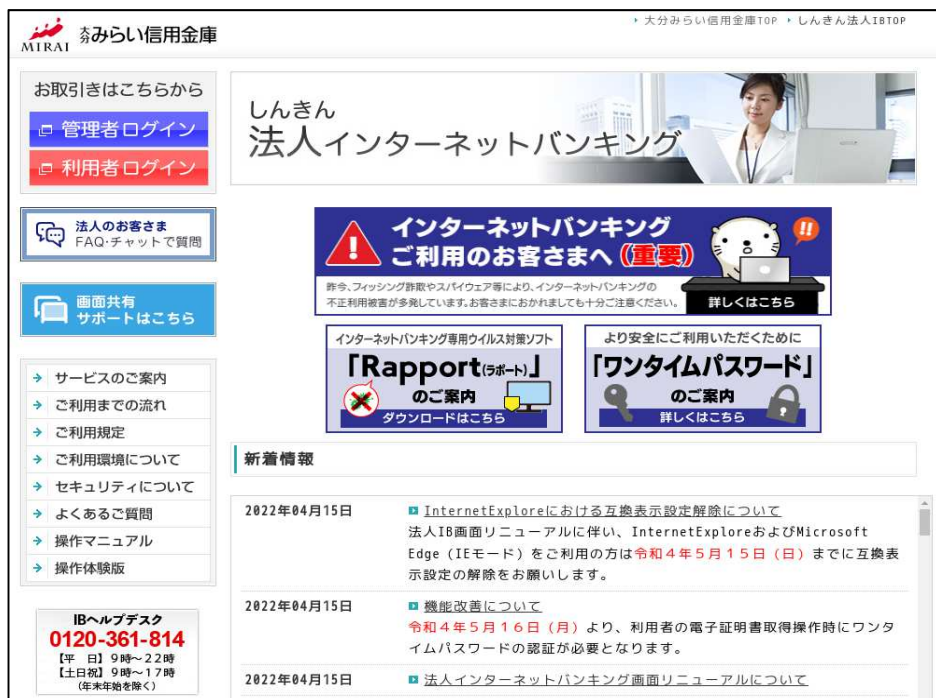 MIRAI 大分みらい信用金庫
大分みらい信用金庫TOP しんきん法人IBTOP
お取引きはこちらから
管理者ログイン
利用者ログイン
法人のお客さま
FAQ・チャットで質問
画面共有
サポートはこちら
サービスのご案内
ご利用までの流れ
ご利用規定
ご利用環境について
セキュリティについて
よくあるご質問
操作マニュアル
操作体験版
IBヘルプデスク
0120-361-814
【平 日】9時～22時
【土日祝】9時～17時
(年末年始を除く)
しんきん
法人インターネットバンキング
インターネットバンキング
ご利用のお客さまへ(重要)
昨今、フィッシング詐欺やスパイウェア等により、インターネットバンキングの
不正利用被害が多発しています。お客さまにおかれましても十分ご注意ください。
詳しくはこちら
インターネットバンキング専用ウイルス対策ソフト
「Rapport(ラポート)」
のご案内
ダウンロードはこちら
より安全にご利用いただくために
「ワンタイムパスワード」
のご案内
詳しくはこちら
新着情報
2022年04月15日 InternetExploreにおける互換表示設定解除について
法人IB画面リニューアルに伴い、InternetExploreおよびMicrosoft
Edge（IEモード）をご利用の方は令和４年５月１５日（日）までに互換表
示設定の解除をお願いします。
2022年04月15日 機能改善について
令和４年５月１６日（月）より、利用者の電子証明書取得操作時にワンタ
イムパスワードの認証が必要となります。
2022年04月15日 法人インターネットバンキング画面リニューアルについて